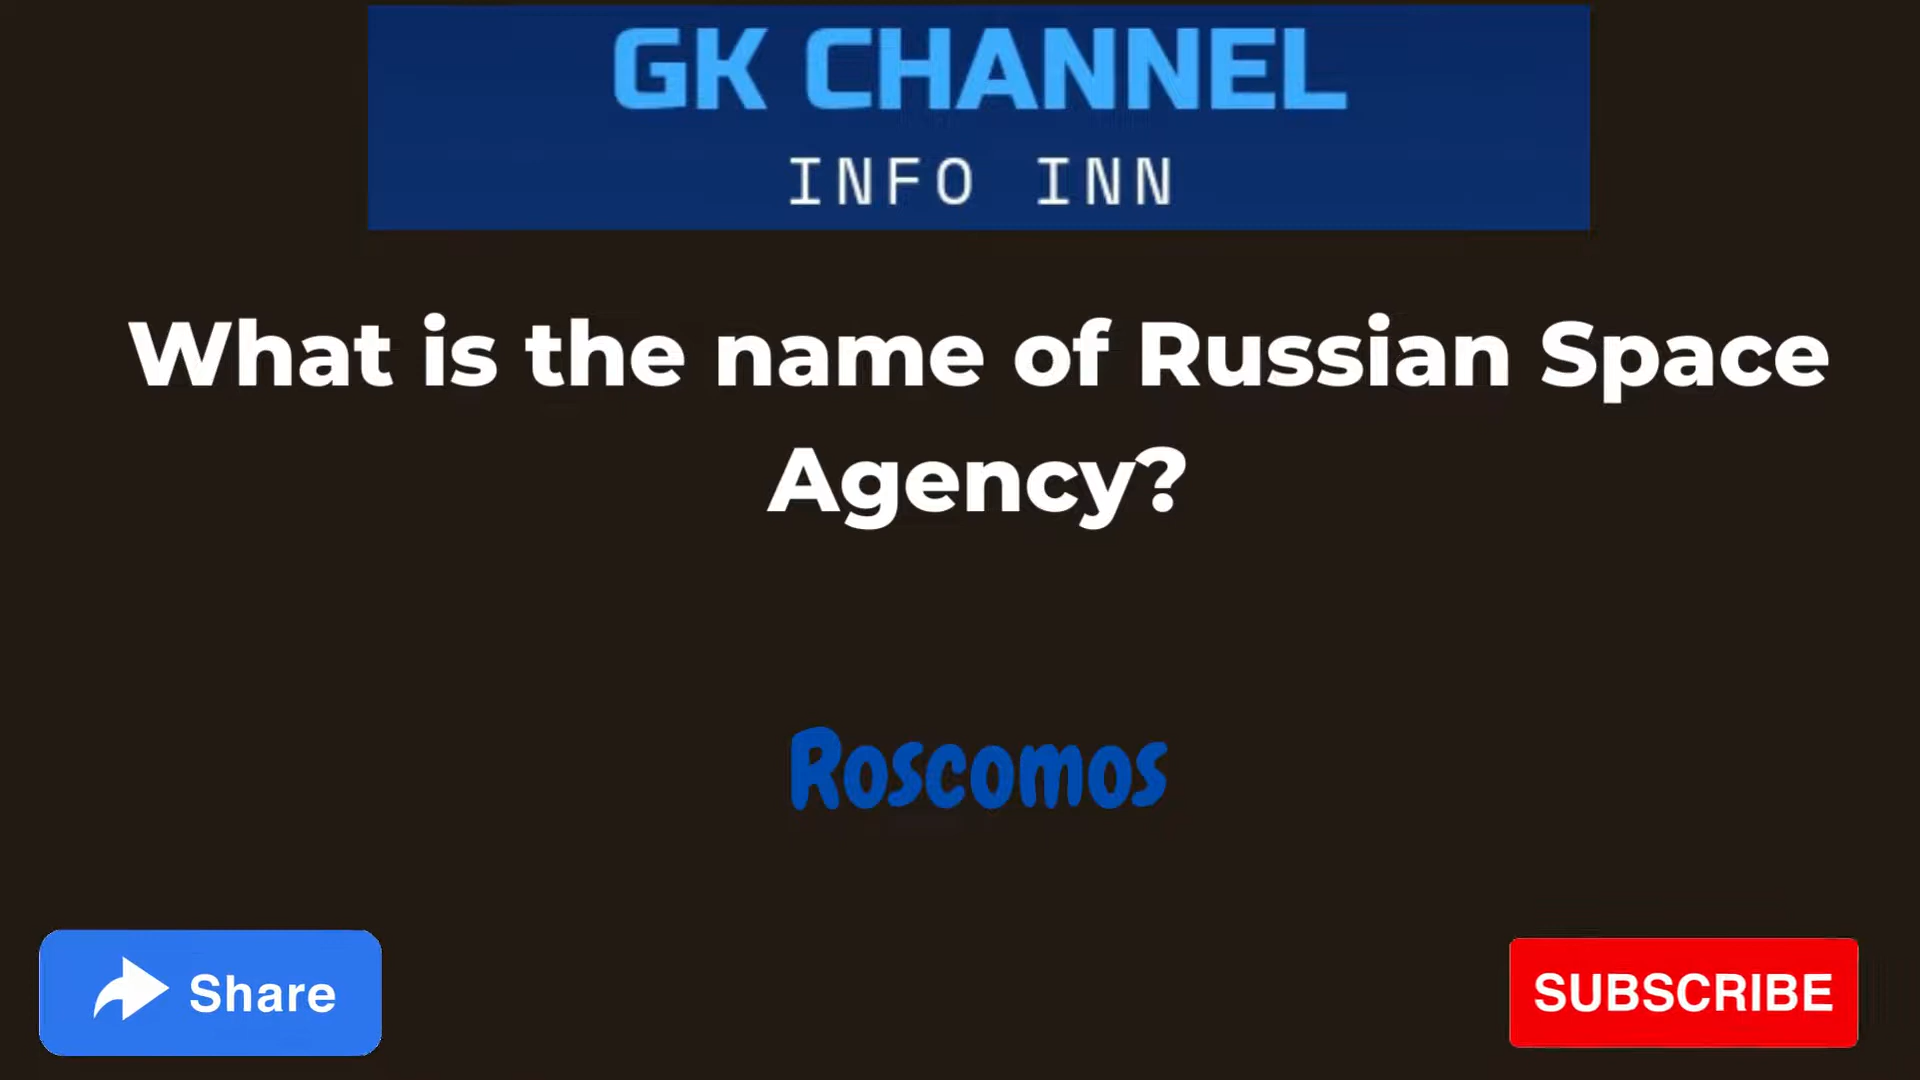 GK CHANNEL
INFO INN
What is the name of Russian Space
Agency?
Roscomos
Share
SUBSCRIBE